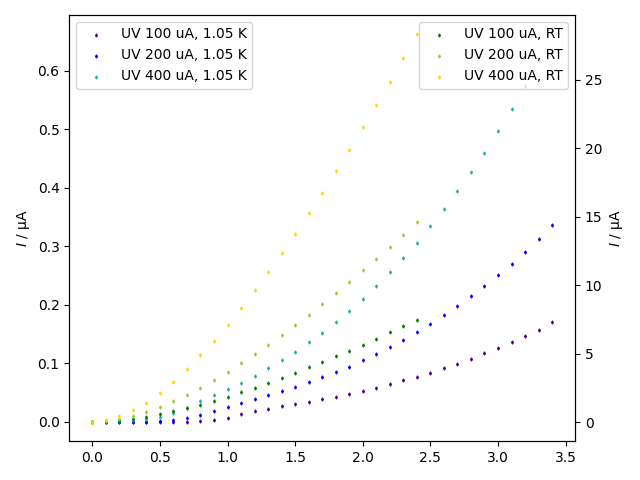 UV 100 uA, 1.05 K
UV 200 uA, 1.05 K
UV 400 uA, 1.05 K
UV 100 uA, RT
UV 200 uA, RT
UV 400 uA, RT
0.6
0.5
0.4
0.3
0.2
0.1
0.0
I / μA
25
20
15
10
5
0
I / μA
0.0 0.5 1.0 1.5 2.0 2.5 3.0 3.5